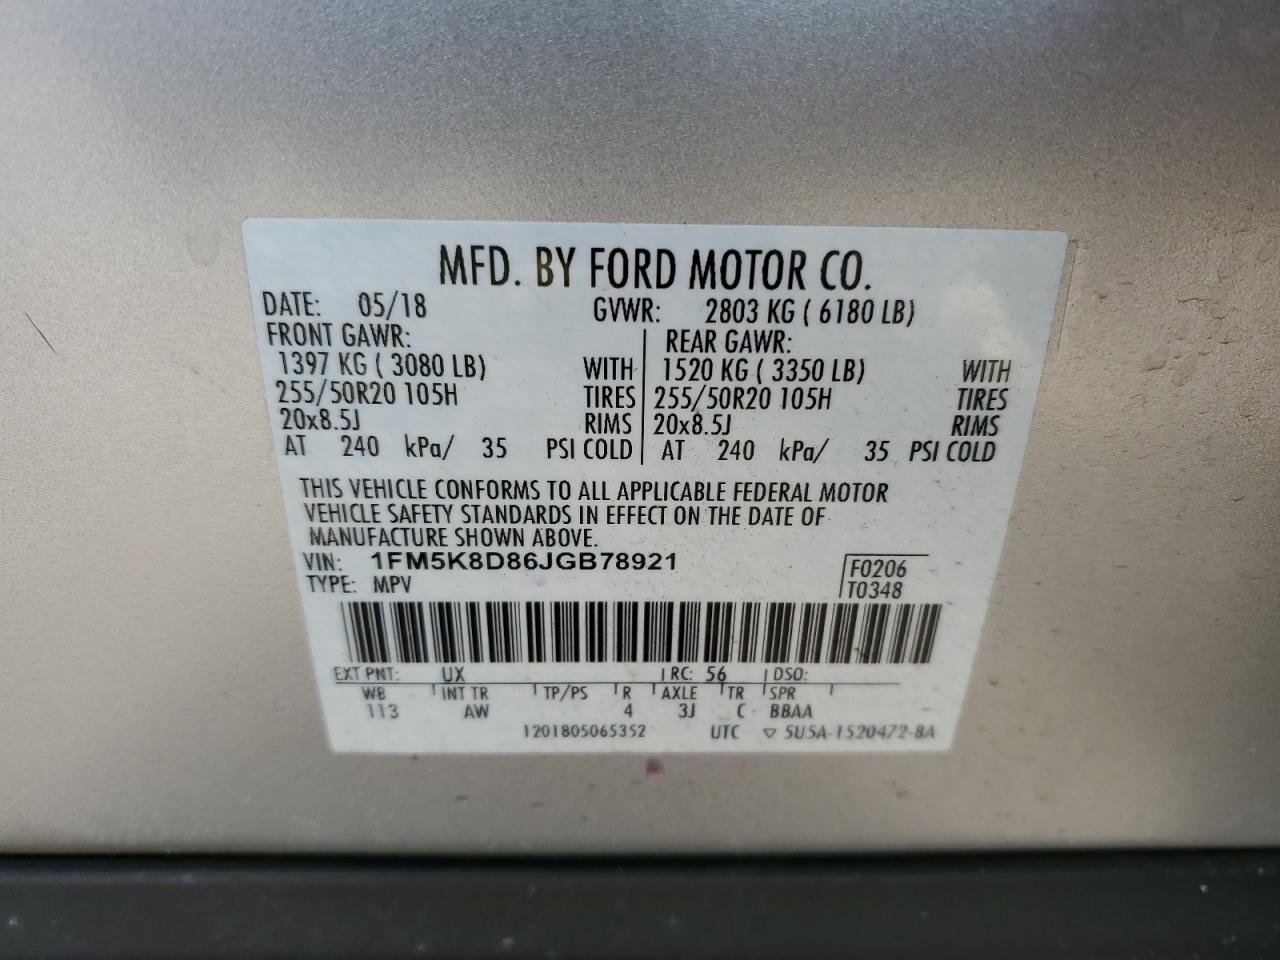 MFD. BY FORD MOTOR CO.
DATE: 05/18 GVWR: 2803 KG ( 6180 LB)
FRONT GAWR: REAR GAWR:
1397 KG ( 3080 LB) WITH 1520 KG ( 3350 LB) WITH
255/50R20 105H TIRES 255/50R20 105H TIRES
20x8.5J RIMS 20x8.5J RIMS
AT 240 kPa/ 35 PSI COLD AT 240 kPa/ 35 PSI COLD
THIS VEHICLE CONFORMS TO ALL APPLICABLE FEDERAL MOTOR
VEHICLE SAFETY STANDARDS IN EFFECT ON THE DATE OF
MANUFACTURE SHOWN ABOVE.
VIN: 1FM5K8D86JGB78921 F0206
TYPE: MPV T0348
EXT PNT: UX RC: 56 DSO:
WB INT TR TP/PS R AXLE TR SPR
113 AW 4 3J C BBAA
1201805065352 UTC ▽ 5U5A-1520472-BA